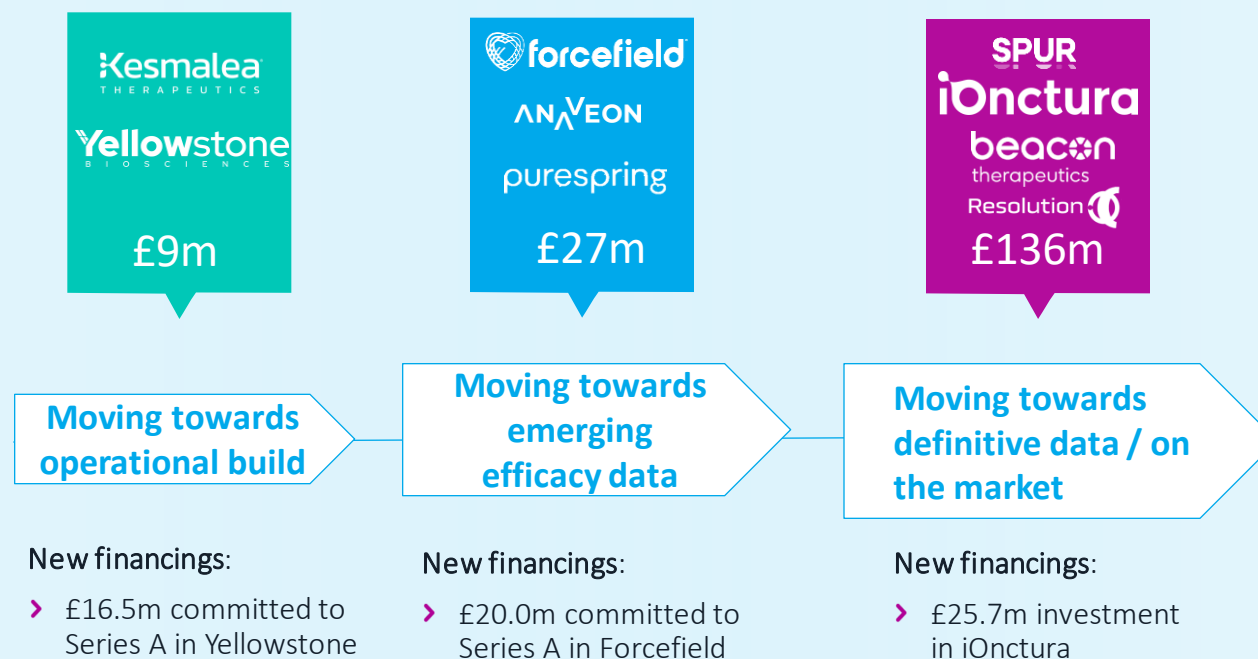 Kesmalea
THERAPEUTICS
Yellowstone
BIOSCIENCES
£9m
forcefield
ANAVEON
purespring
£27m
SPUR
iOnctura
beacon
therapeutics
Resolution
£136m
Moving towards
operational build
Moving towards
emerging
efficacy data
Moving towards
definitive data / on
the market
New financings:
£16.5m committed to
Series A in Yellowstone
New financings:
£20.0m committed to
Series A in Forcefield
New financings:
£25.7m investment
in iOnctura